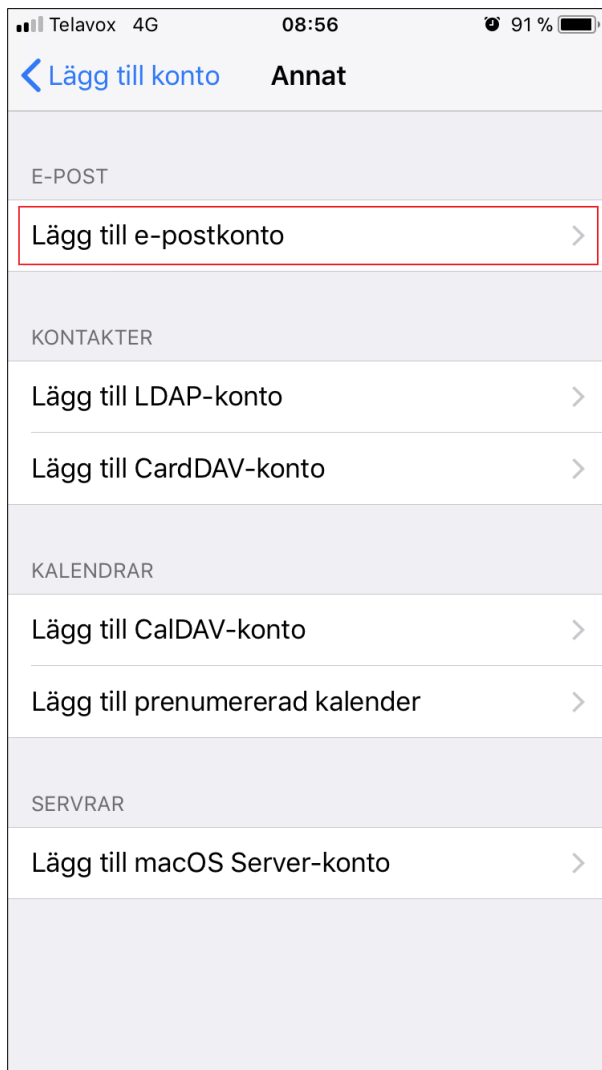 Telavox 4G 08:56 91 %
Lägg till konto Annat
E-POST
Lägg till e-postkonto
KONTAKTER
Lägg till LDAP-konto
Lägg till CardDAV-konto
KALENDRAR
Lägg till CalDAV-konto
Lägg till prenumererad kalender
SERVRAR
Lägg till macOS Server-konto